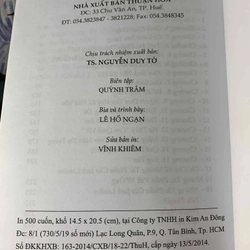 NHÀ XUẤT BẢN THUẬN HÓA
ĐC: 33 Chu Văn An, TP. Huế.
ĐT: 054.3823847 - 3821228; Fax: 054.3848345
Chịu trách nhiệm xuất bản:
TS. NGUYỄN DUY TỜ
Biên tập:
QUỲNH TRÂM
Bìa và trình bày:
LÊ HỒ NGẠN
Sửa bản in:
VĨNH KHIÊM
In 500 cuốn, khổ 14.5 x 20.5 (cm), tại Công ty TNHH in Kim An Đông
Đc: 8/1 (730/5/19 số mới) Lạc Long Quân, P.9, Q. Tân Bình, Tp. HCM
Số ĐKKHXB: 163-2014/CXB/18-22/ThuH, cấp ngày 13/5/2014.